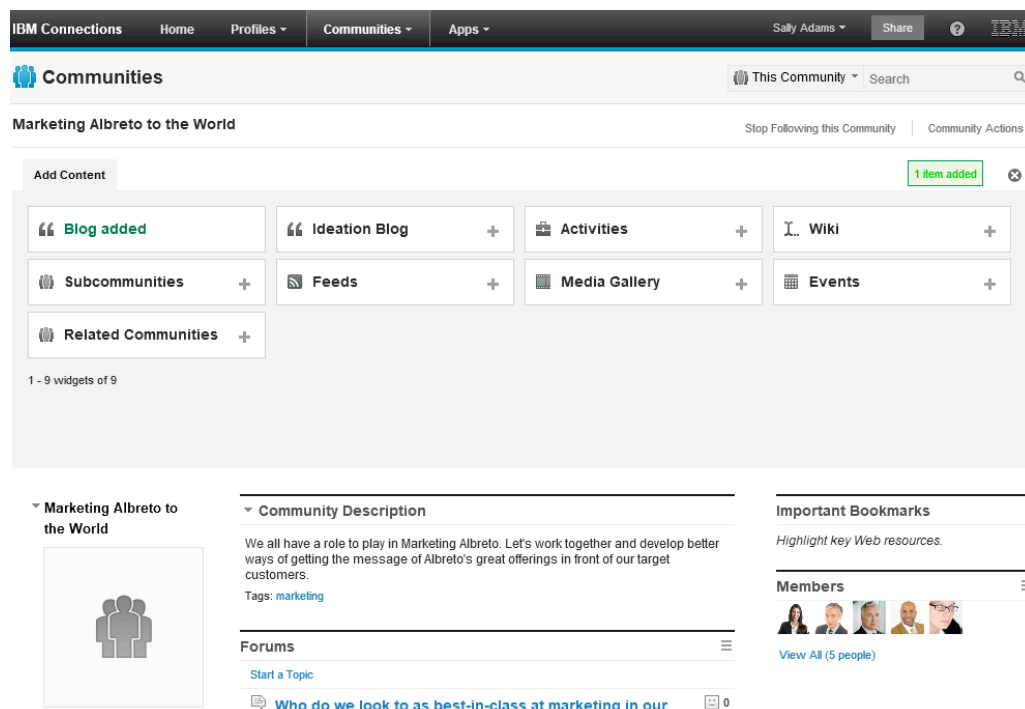 IBM Connections Home Profiles Communities Apps Sally Adams Share ? IBM
Communities This Community Search
Marketing Albreto to the World Stop Following this Community Community Actions
Add Content 1 item added
Blog added Ideation Blog Activities Wiki
Subcommunities Feeds Media Gallery Events
Related Communities
1 - 9 widgets of 9
Marketing Albreto to
the World
Community Description
We all have a role to play in Marketing Albreto. Let's work together and develop better
ways of getting the message of Albreto's great offerings in front of our target
customers.
Tags: marketing
Forums
Start a Topic
Who do we look to as best-in-class at marketing in our 0
Important Bookmarks
Highlight key Web resources.
Members
View All (5 people)